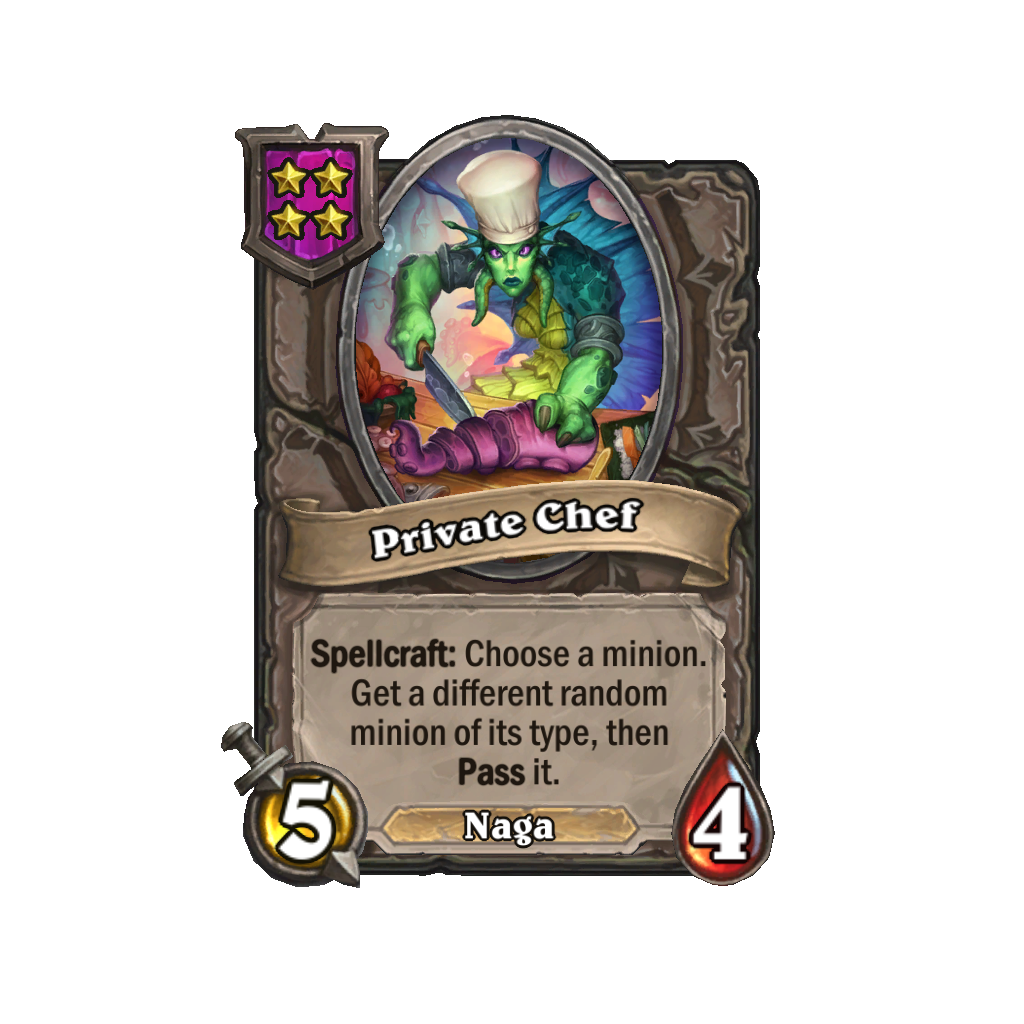 Private Chef
Spellcraft: Choose a minion.
Get a different random
minion of its type, then
Pass it.
5
Naga
4